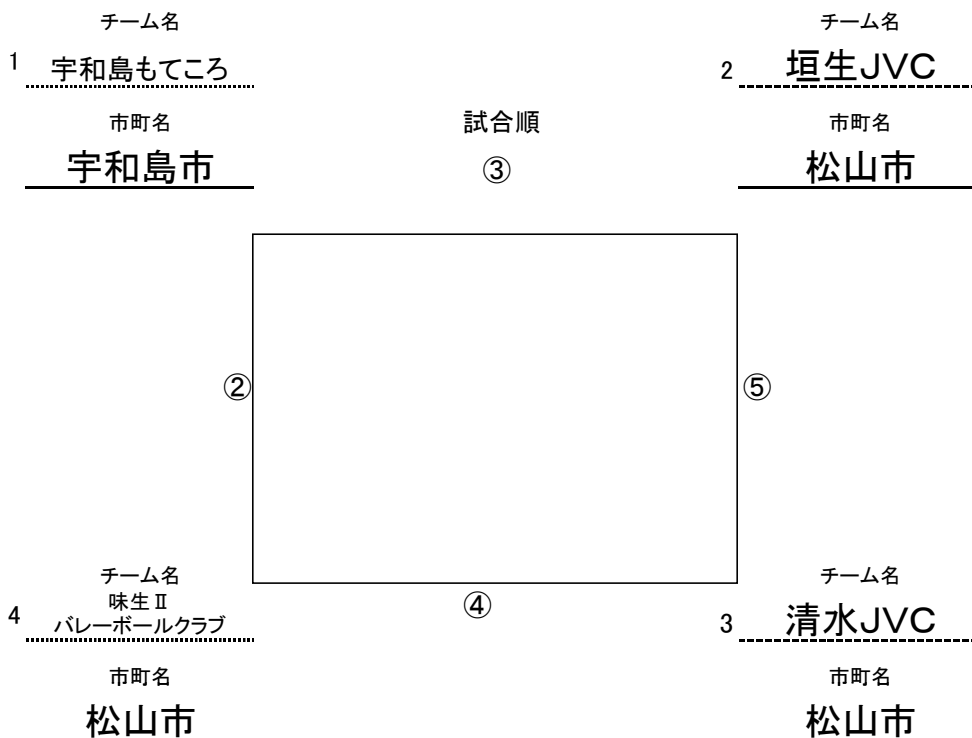 チーム名
1 宇和島もてころ
市町名
宇和島市
チーム名
2 垣生JVC
市町名
松山市
試合順
③
②
⑤
④
チーム名
4 味生Ⅱ
バレーボールクラブ
市町名
松山市
チーム名
3 清水JVC
市町名
松山市